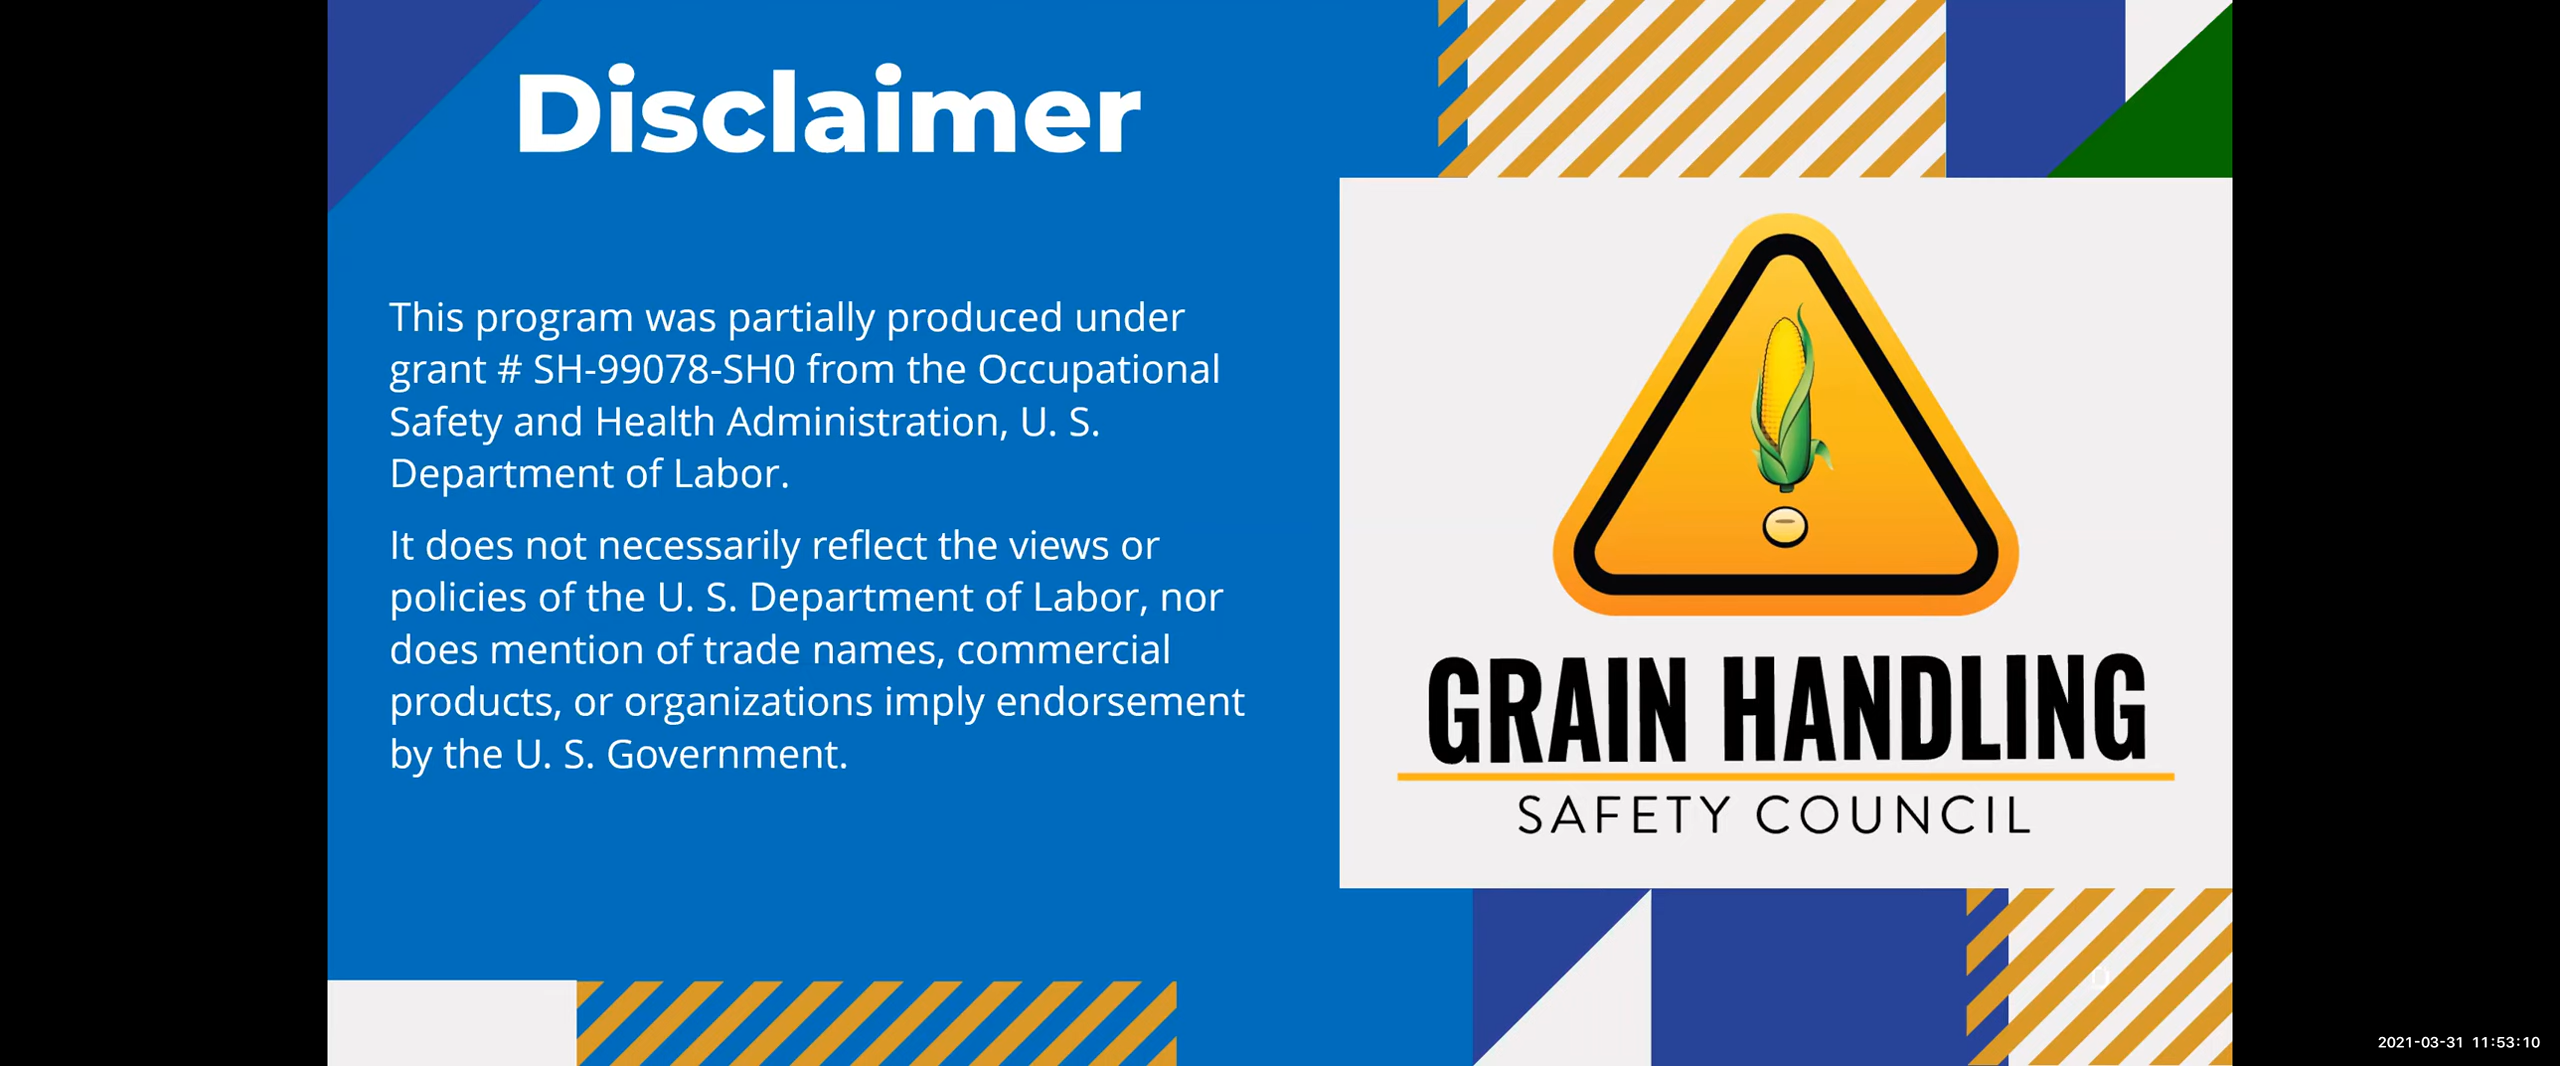 Disclaimer
This program was partially produced under
grant # SH-99078-SH0 from the Occupational
Safety and Health Administration, U. S.
Department of Labor.
It does not necessarily reflect the views or
policies of the U. S. Department of Labor, nor
does mention of trade names, commercial
products, or organizations imply endorsement
by the U. S. Government.
GRAIN HANDLING
SAFETY COUNCIL
2021-03-31 11:53:10